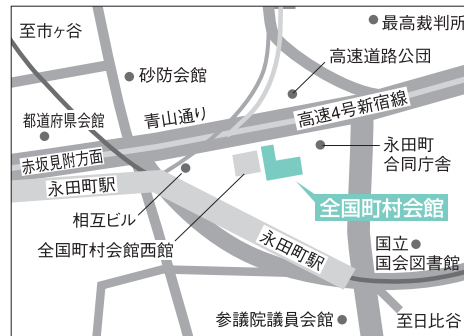 至市ヶ谷
最高裁判所
高速道路公団
砂防会館
青山通り
高速4号新宿線
都道府県会館
赤坂見附方面
永田町
合同庁舎
永田町駅
相互ビル
全国町村会館
全国町村会館西館
永田町駅
国立
国会図書館
参議院議員会館
至日比谷